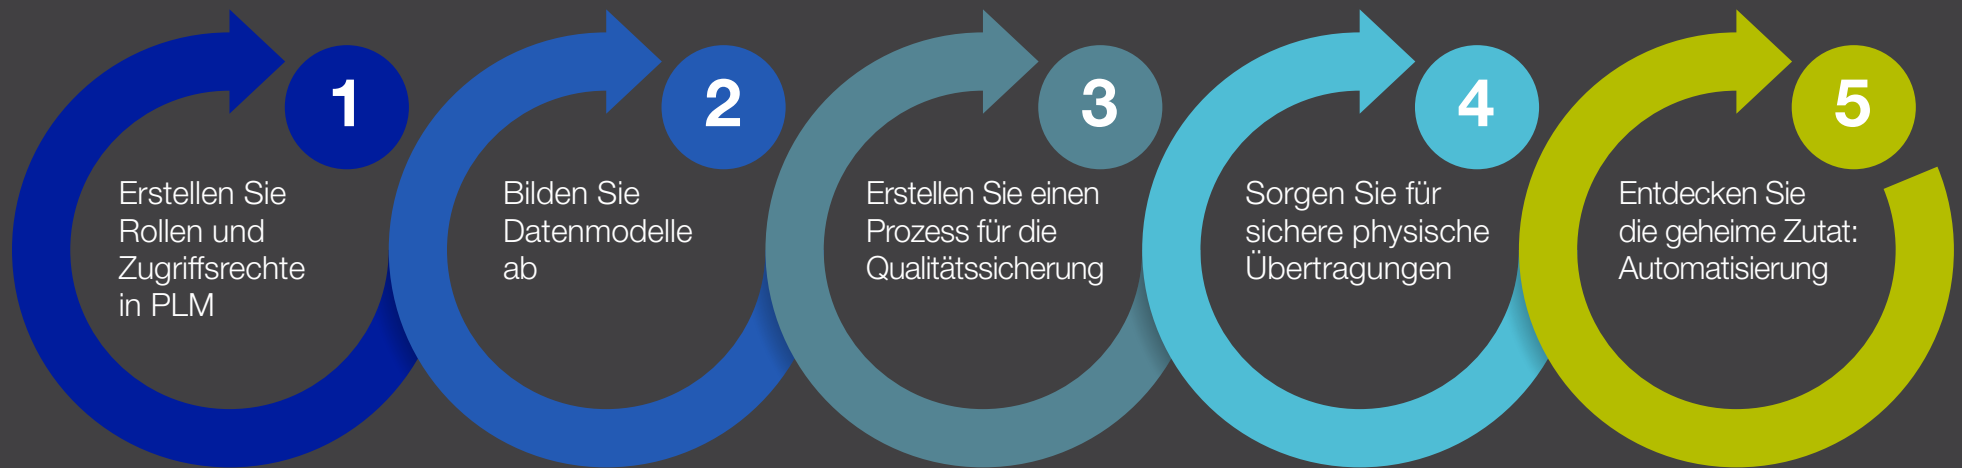 1
Erstellen Sie
Rollen und
Zugriffsrechte
in PLM
2
Bilden Sie
Datenmodelle
ab
3
Erstellen Sie einen
Prozess für die
Qualitätssicherung
4
Sorgen Sie für
sichere physische
Übertragungen
5
Entdecken Sie
die geheime Zutat:
Automatisierung